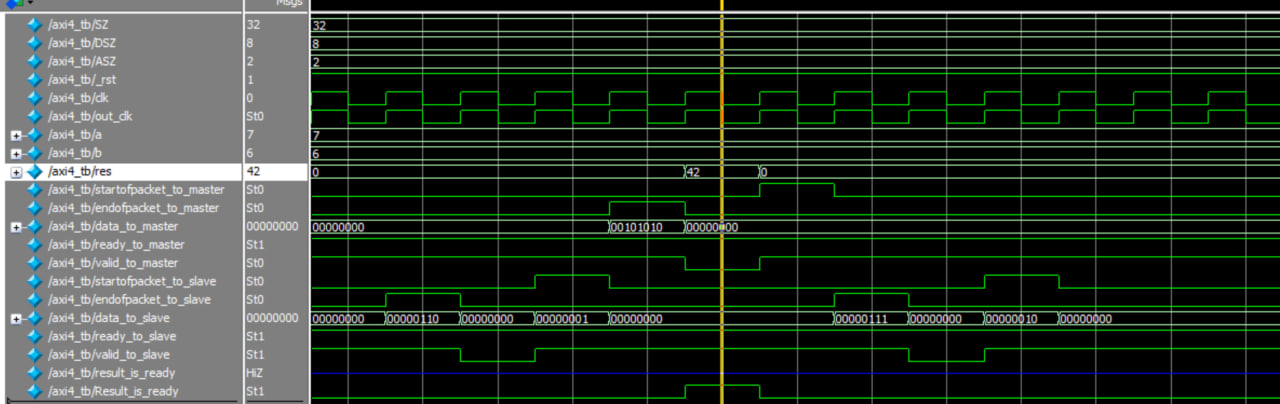 Msgs
/axi4_tb/SZ 32 32
/axi4_tb/DSZ 8 8
/axi4_tb/ASZ 2 2
/axi4_tb/_rst 1
/axi4_tb/clk 0
/axi4_tb/out_clk St0
/axi4_tb/a 7 7
/axi4_tb/b 6 6
/axi4_tb/res 42 0 42 0
/axi4_tb/startofpacket_to_master St0
/axi4_tb/endofpacket_to_master St0
/axi4_tb/data_to_master 00000000 00000000 00101010 00000000
/axi4_tb/ready_to_master St1
/axi4_tb/valid_to_master St0
/axi4_tb/startofpacket_to_slave St0
/axi4_tb/endofpacket_to_slave St0
/axi4_tb/data_to_slave 00000000 00000000 00000110 00000000 00000001 00000000 00000111 00000000 00000010 00000000
/axi4_tb/ready_to_slave St1
/axi4_tb/valid_to_slave St1
/axi4_tb/result_is_ready HiZ
/axi4_tb/Result_is_ready St1